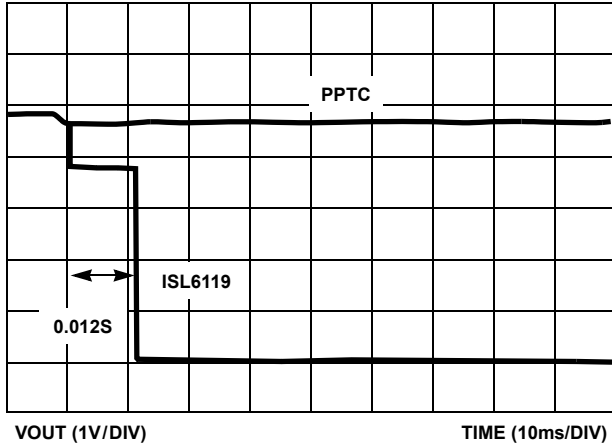 PPTC
ISL6119
0.012S
VOUT (1V/DIV)
TIME (10ms/DIV)